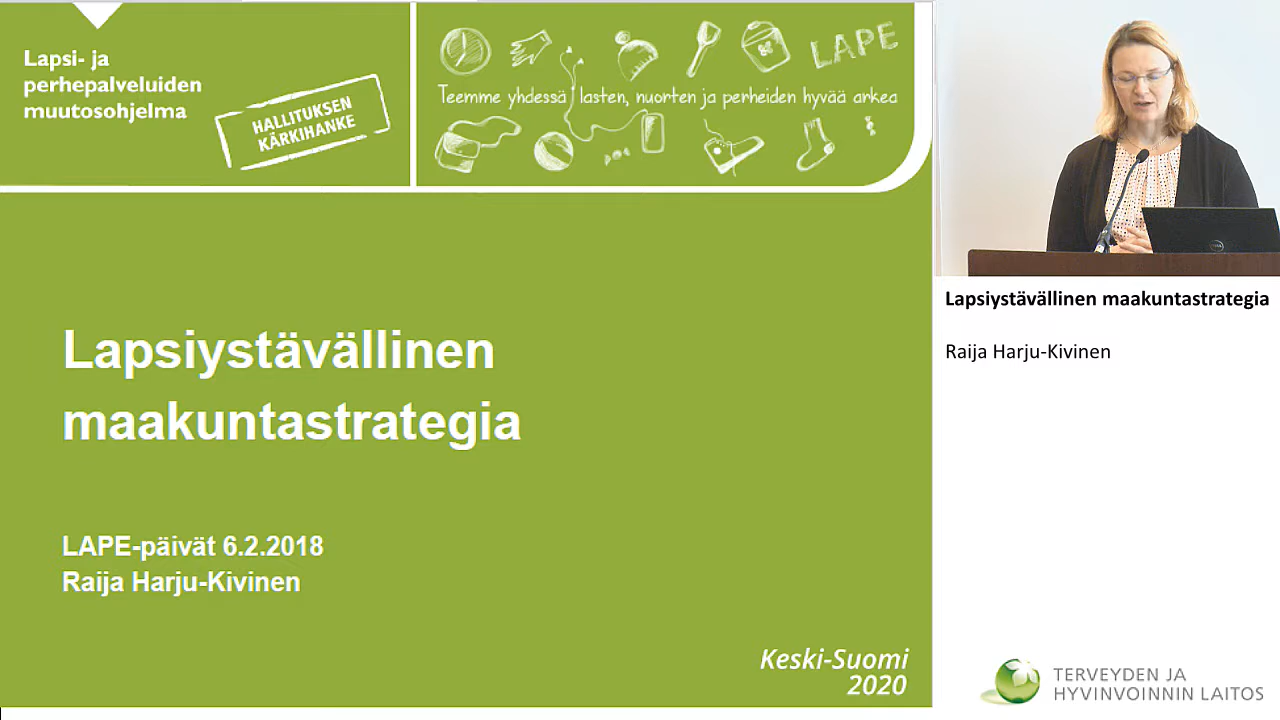 Lapsi- ja
perhepalveluiden
muutosohjelma
HALLITUKSEN
KÄRKIHANKE
LAPE
Teemme yhdessä lasten, nuorten ja perheiden hyvää arkea
Lapsiystävällinen
maakuntastrategia
LAPE-päivät 6.2.2018
Raija Harju-Kivinen
Keski-Suomi
2020
Lapsiystävällinen maakuntastrategia
Raija Harju-Kivinen
TERVEYDEN JA
HYVINVOINNIN LAITOS